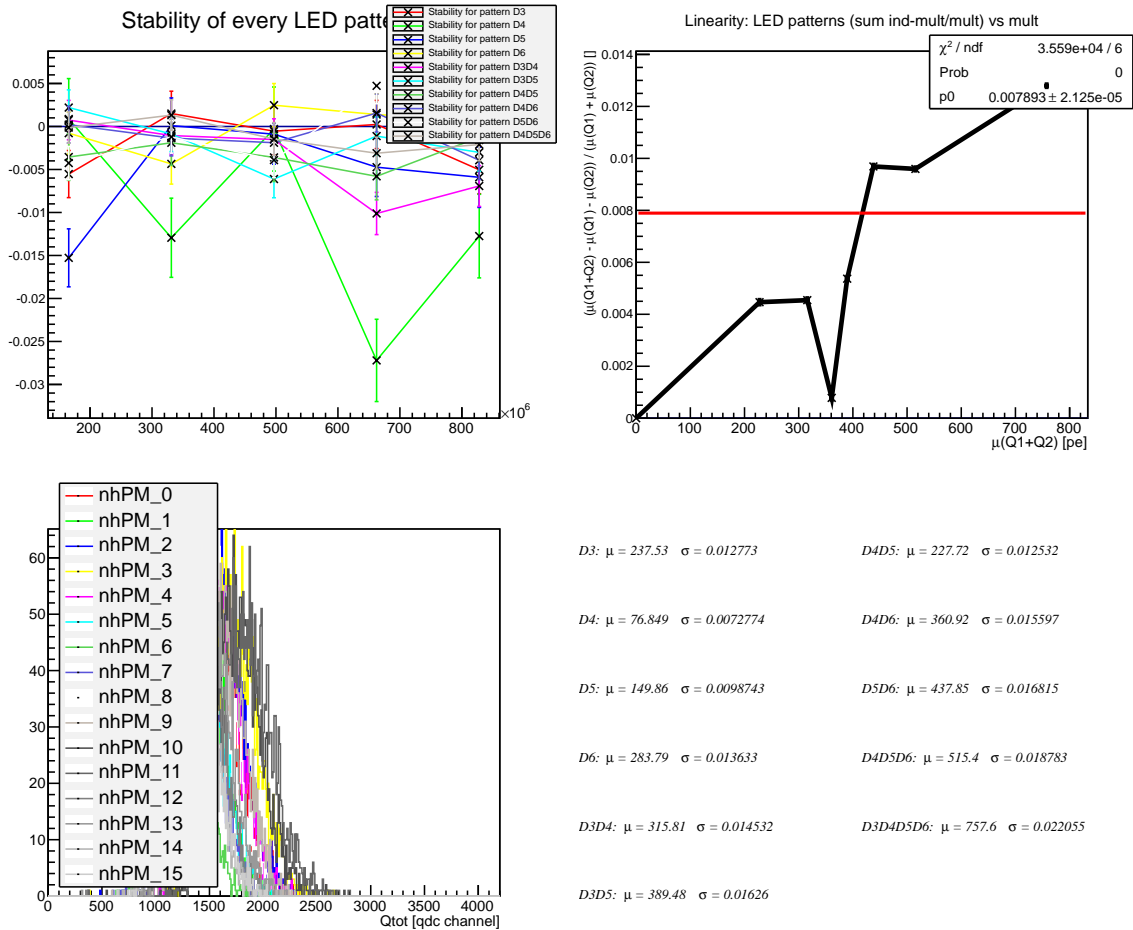 Stability of every LED patte
Stability for pattern D3
Stability for pattern D4
Stability for pattern D5
Stability for pattern D6
Stability for pattern D3D4
Stability for pattern D3D5
Stability for pattern D4D5
Stability for pattern D4D6
Stability for pattern D5D6
Stability for pattern D4D5D6
0.005
0
-0.005
-0.01
-0.015
-0.02
-0.025
-0.03
200 300 400 500 600 700 800
×10^6
Linearity: LED patterns (sum ind-mult/mult) vs mult
χ² / ndf 3.559e+04 / 6
Prob 0
p0 0.007893 ± 2.125e-05
(μ(Q1+Q2) - μ(Q1) - μ(Q2)) / (μ(Q1) + μ(Q2)) []
0.014
0.012
0.010
0.008
0.006
0.004
0.002
0
0 100 200 300 400 500 600 700 800
μ(Q1+Q2) [pe]
nhPM_0
nhPM_1
nhPM_2
nhPM_3
nhPM_4
nhPM_5
nhPM_6
nhPM_7
nhPM_8
nhPM_9
nhPM_10
nhPM_11
nhPM_12
nhPM_13
nhPM_14
nhPM_15
60
50
40
30
20
10
0
0 500 1000 1500 2000 2500 3000 3500 4000
Qtot [qdc channel]
D3: μ = 237.53 σ = 0.012773
D4: μ = 76.849 σ = 0.0072774
D5: μ = 149.86 σ = 0.0098743
D6: μ = 283.79 σ = 0.013633
D3D4: μ = 315.81 σ = 0.014532
D3D5: μ = 389.48 σ = 0.01626
D4D5: μ = 227.72 σ = 0.012532
D4D6: μ = 360.92 σ = 0.015597
D5D6: μ = 437.85 σ = 0.016815
D4D5D6: μ = 515.4 σ = 0.018783
D3D4D5D6: μ = 757.6 σ = 0.022055